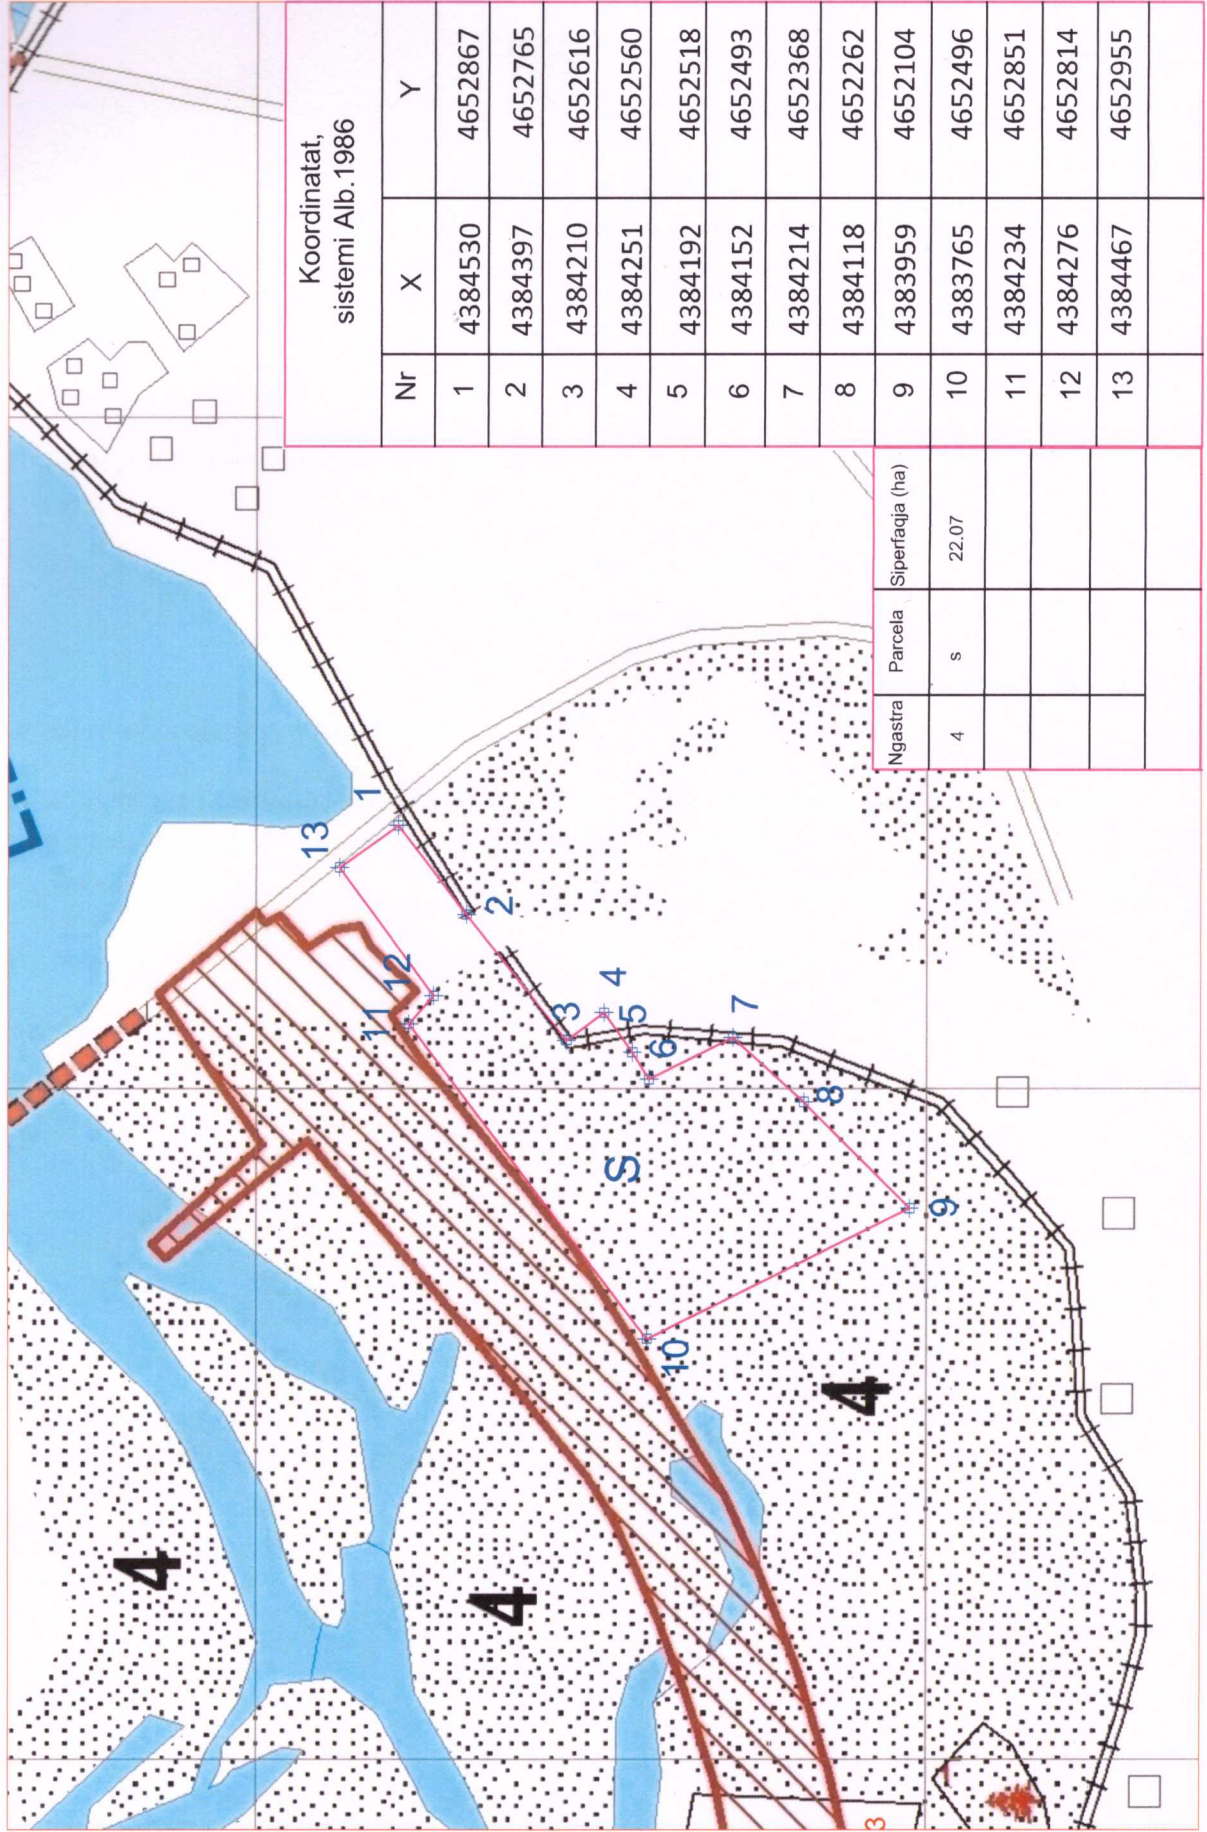 Koordinatat,
sistemi Alb.1986
Nr X Y
1 4384530 4652867
2 4384397 4652765
3 4384210 4652616
4 4384251 4652560
5 4384192 4652518
6 4384152 4652493
7 4384214 4652368
8 4384118 4652262
9 4383959 4652104
10 4383765 4652496
11 4384234 4652851
12 4384276 4652814
13 4384467 4652955
Ngastra Parcela Siperfaqja (ha)
4 s 22.07
13
1
12
11
2
3
4
5
6
7
8
9
10
S
4
4
4
3